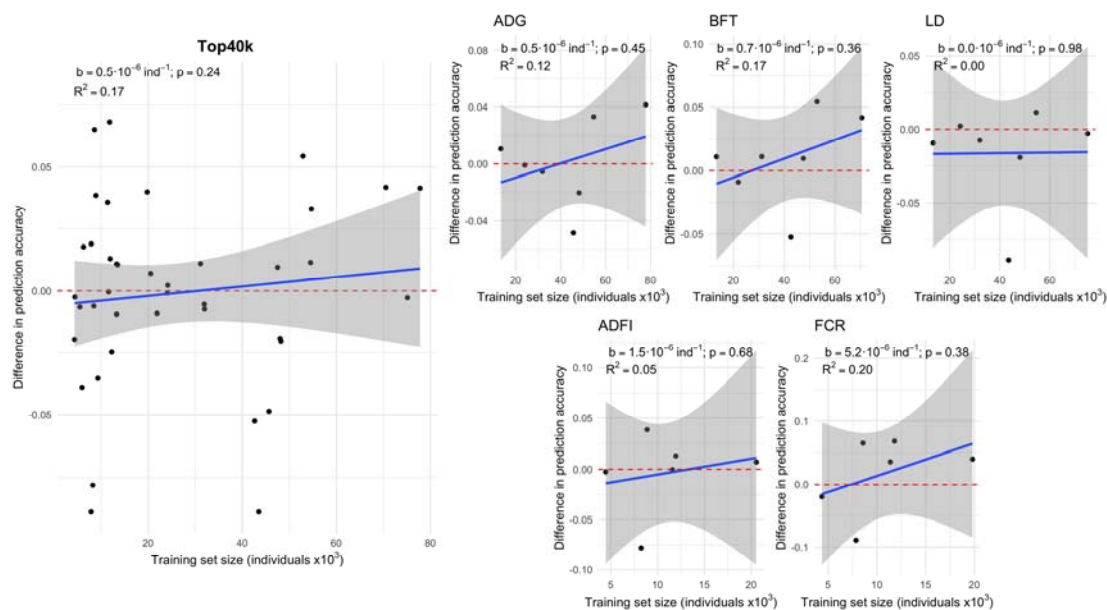 Top40k
b = 0.5·10⁻⁶ ind⁻¹; p = 0.24
R² = 0.17
Difference in prediction accuracy
0.05
0.00
-0.05
20 40 60 80
Training set size (individuals x10³)
ADG
b = 0.5·10⁻⁶ ind⁻¹; p = 0.45
R² = 0.12
Difference in prediction accuracy
0.08
0.04
0.00
-0.04
20 40 60 80
Training set size (individuals x10³)
BFT
b = 0.7·10⁻⁶ ind⁻¹; p = 0.36
R² = 0.17
Difference in prediction accuracy
0.10
0.05
0.00
-0.05
20 40 60
Training set size (individuals x10³)
LD
b = 0.0·10⁻⁶ ind⁻¹; p = 0.98
R² = 0.00
Difference in prediction accuracy
0.00
-0.05
20 40 60
Training set size (individuals x10³)
ADFI
b = 1.5·10⁻⁶ ind⁻¹; p = 0.68
R² = 0.05
Difference in prediction accuracy
0.10
0.05
0.00
-0.05
-0.10
5 10 15 20
Training set size (individuals x10³)
FCR
b = 5.2·10⁻⁶ ind⁻¹; p = 0.38
R² = 0.20
Difference in prediction accuracy
0.2
0.1
0.0
-0.1
5 10 15 20
Training set size (individuals x10³)